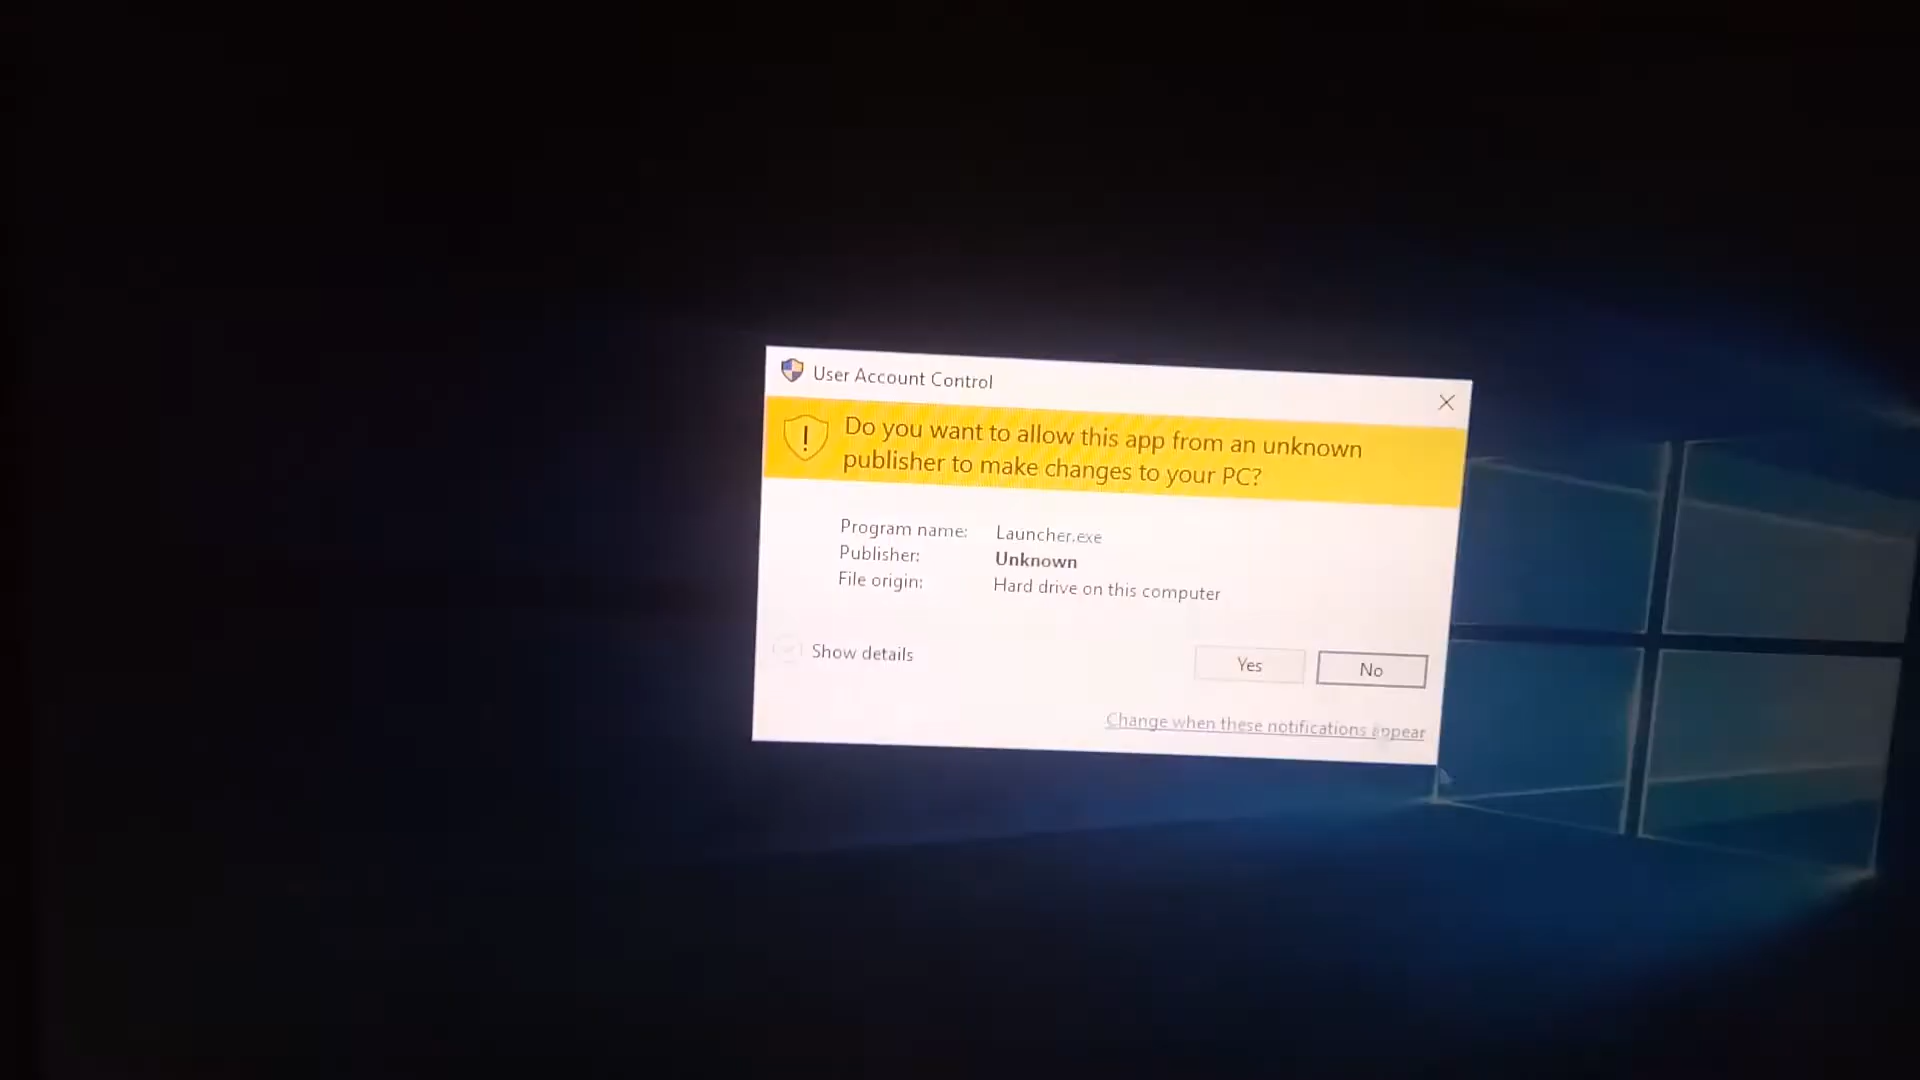 User Account Control
Do you want to allow this app from an unknown
publisher to make changes to your PC?
Program name: Launcher.exe
Publisher: Unknown
File origin: Hard drive on this computer
Show details
Yes No
Change when these notifications appear